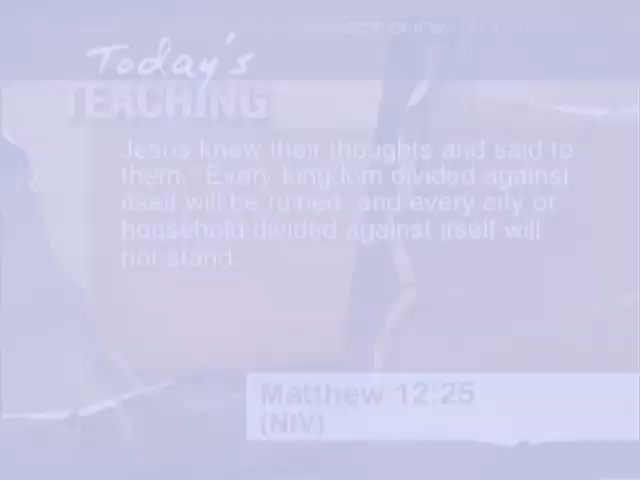 Today's
TEACHING
Jesus knew their thoughts and said to
them, "Every kingdom divided against
itself will be ruined, and every city or
household divided against itself will
not stand.
Matthew 12:25
(NIV)